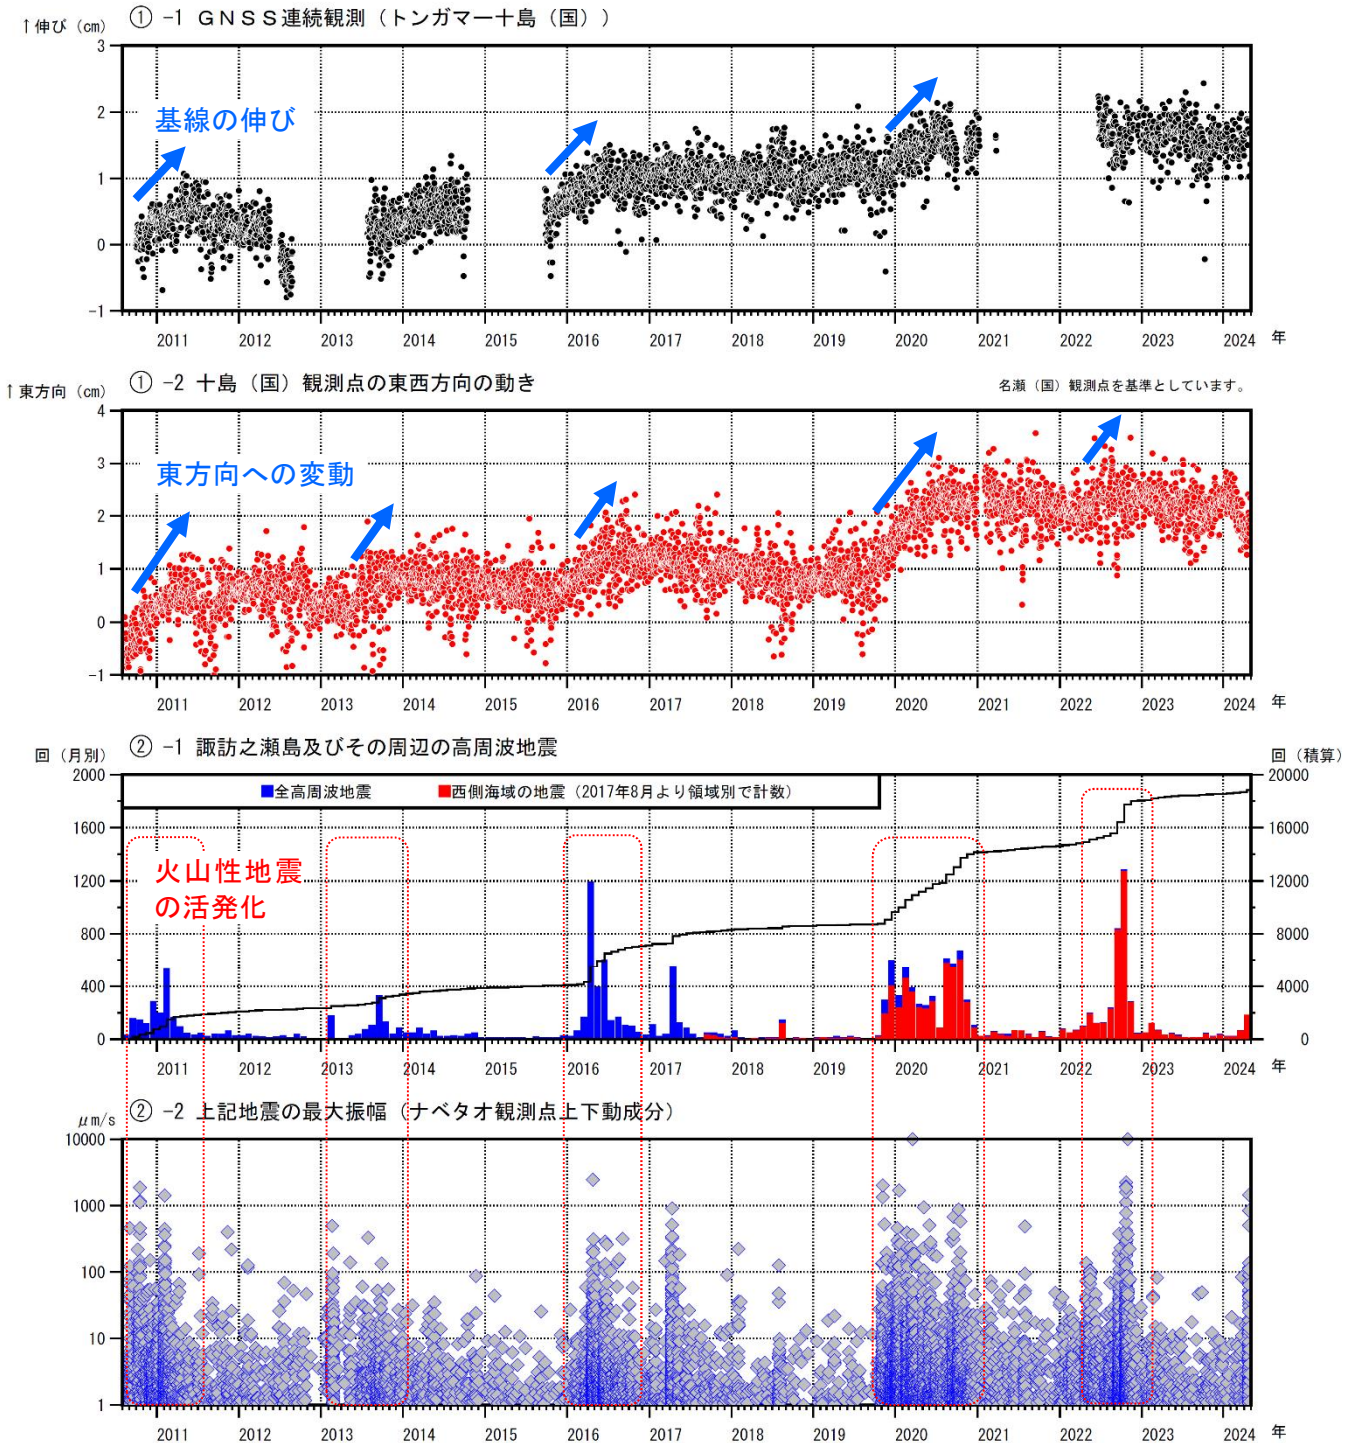 ① -1 GNSS連続観測（トンガマー十島（国））
↑伸び（cm）
3
2
1
0
-1
基線の伸び
2011 2012 2013 2014 2015 2016 2017 2018 2019 2020 2021 2022 2023 2024 年
① -2 十島（国）観測点の東西方向の動き
↑東方向（cm）
名瀬（国）観測点を基準としています。
4
3
2
1
0
-1
東方向への変動
2011 2012 2013 2014 2015 2016 2017 2018 2019 2020 2021 2022 2023 2024 年
② -1 諏訪之瀬島及びその周辺の高周波地震
回（月別）
回（積算）
2000 20000
■全高周波地震 ■西側海域の地震（2017年8月より領域別で計数）
1600 16000
1200 12000
800 8000
400 4000
0 0
火山性地震
の活発化
2011 2012 2013 2014 2015 2016 2017 2018 2019 2020 2021 2022 2023 2024 年
② -2 上記地震の最大振幅（ナベタオ観測点上下動成分）
μm/s
10000
1000
100
10
1
2011 2012 2013 2014 2015 2016 2017 2018 2019 2020 2021 2022 2023 2024 年